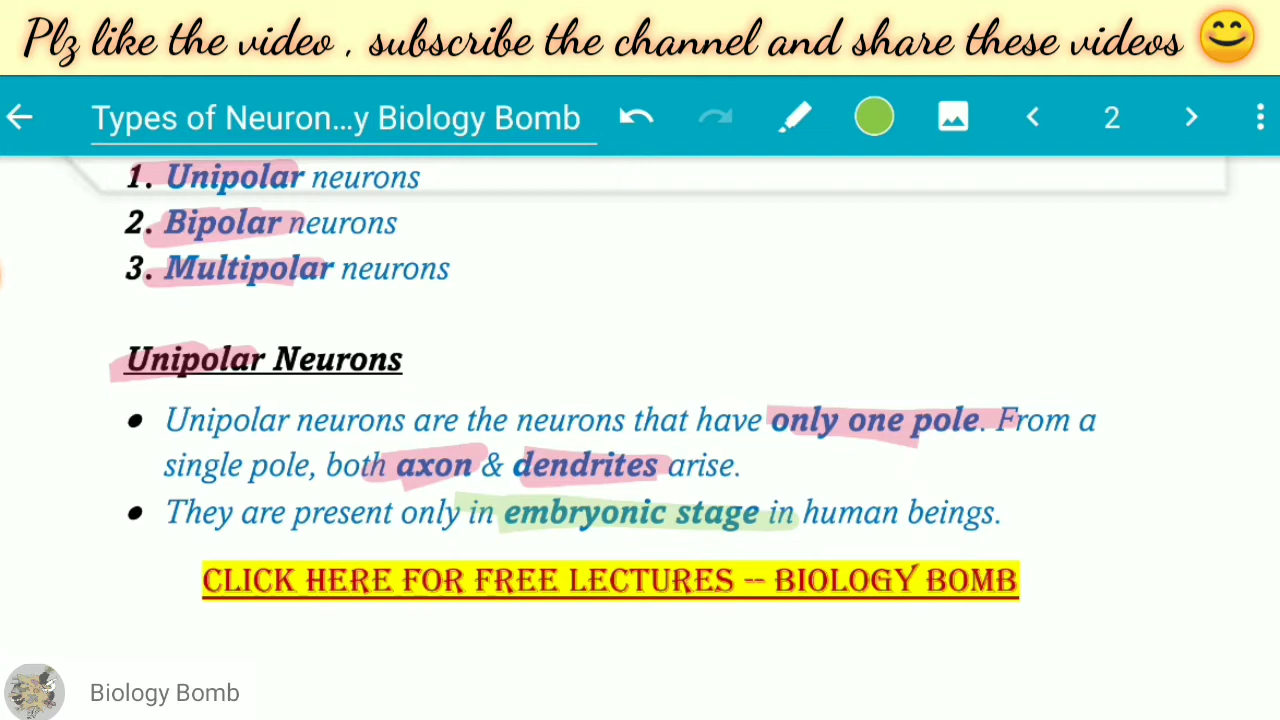 Plz like the video , subscribe the channel and share these videos 😊
Types of Neuron...y Biology Bomb
2
1. Unipolar neurons
2. Bipolar neurons
3. Multipolar neurons
Unipolar Neurons
● Unipolar neurons are the neurons that have only one pole. From a
single pole, both axon & dendrites arise.
● They are present only in embryonic stage in human beings.
CLICK HERE FOR FREE LECTURES -- BIOLOGY BOMB
Biology Bomb